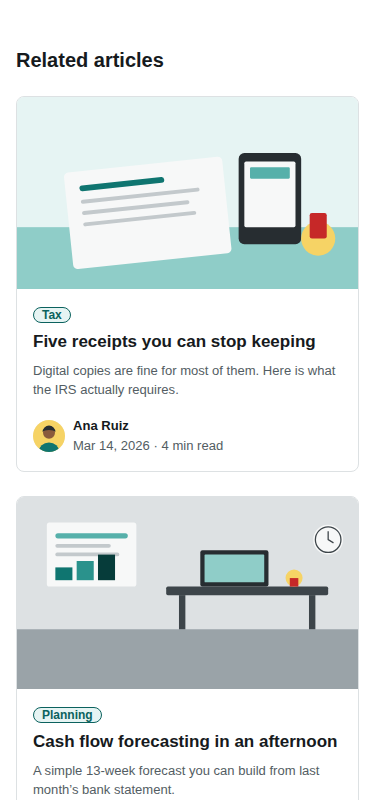 Related articles
Tax
Five receipts you can stop keeping
Digital copies are fine for most of them. Here is what
the IRS actually requires.
Ana Ruiz
Mar 14, 2026 · 4 min read
Planning
Cash flow forecasting in an afternoon
A simple 13-week forecast you can build from last
month’s bank statement.